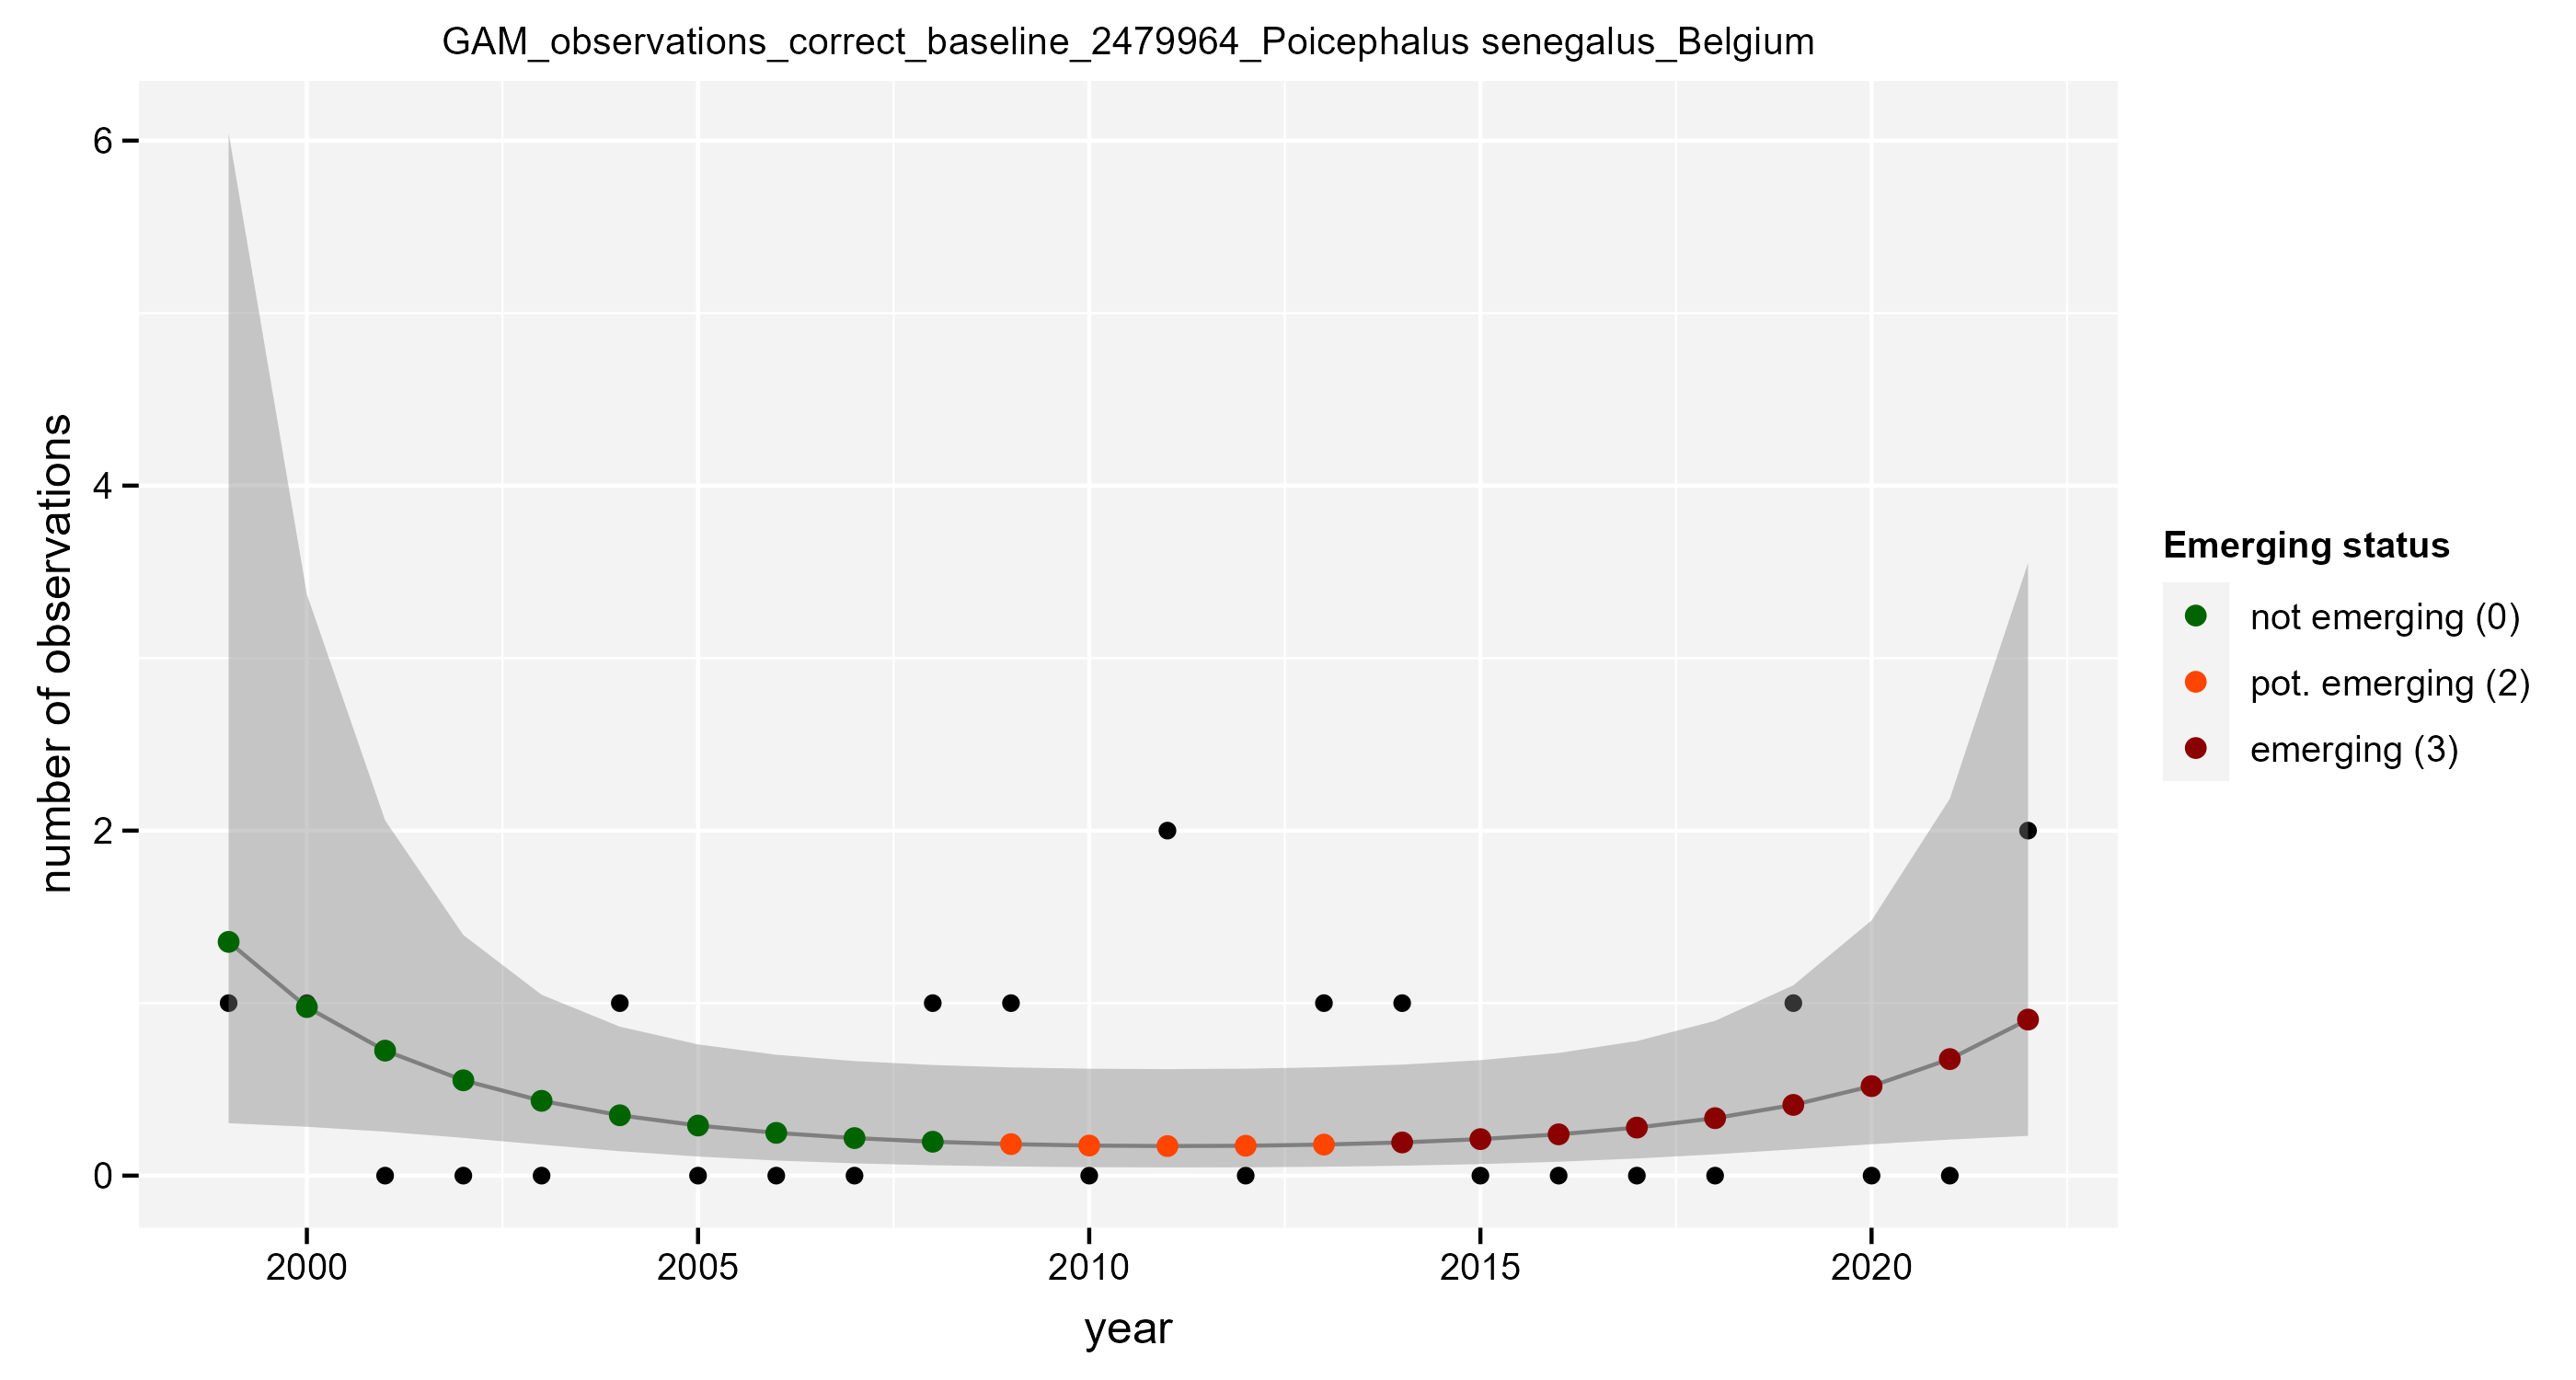 GAM_observations_correct_baseline_2479964_Poicephalus senegalus_Belgium
number of observations
6
4
2
0
2000 2005 2010 2015 2020
year
Emerging status
not emerging (0)
pot. emerging (2)
emerging (3)